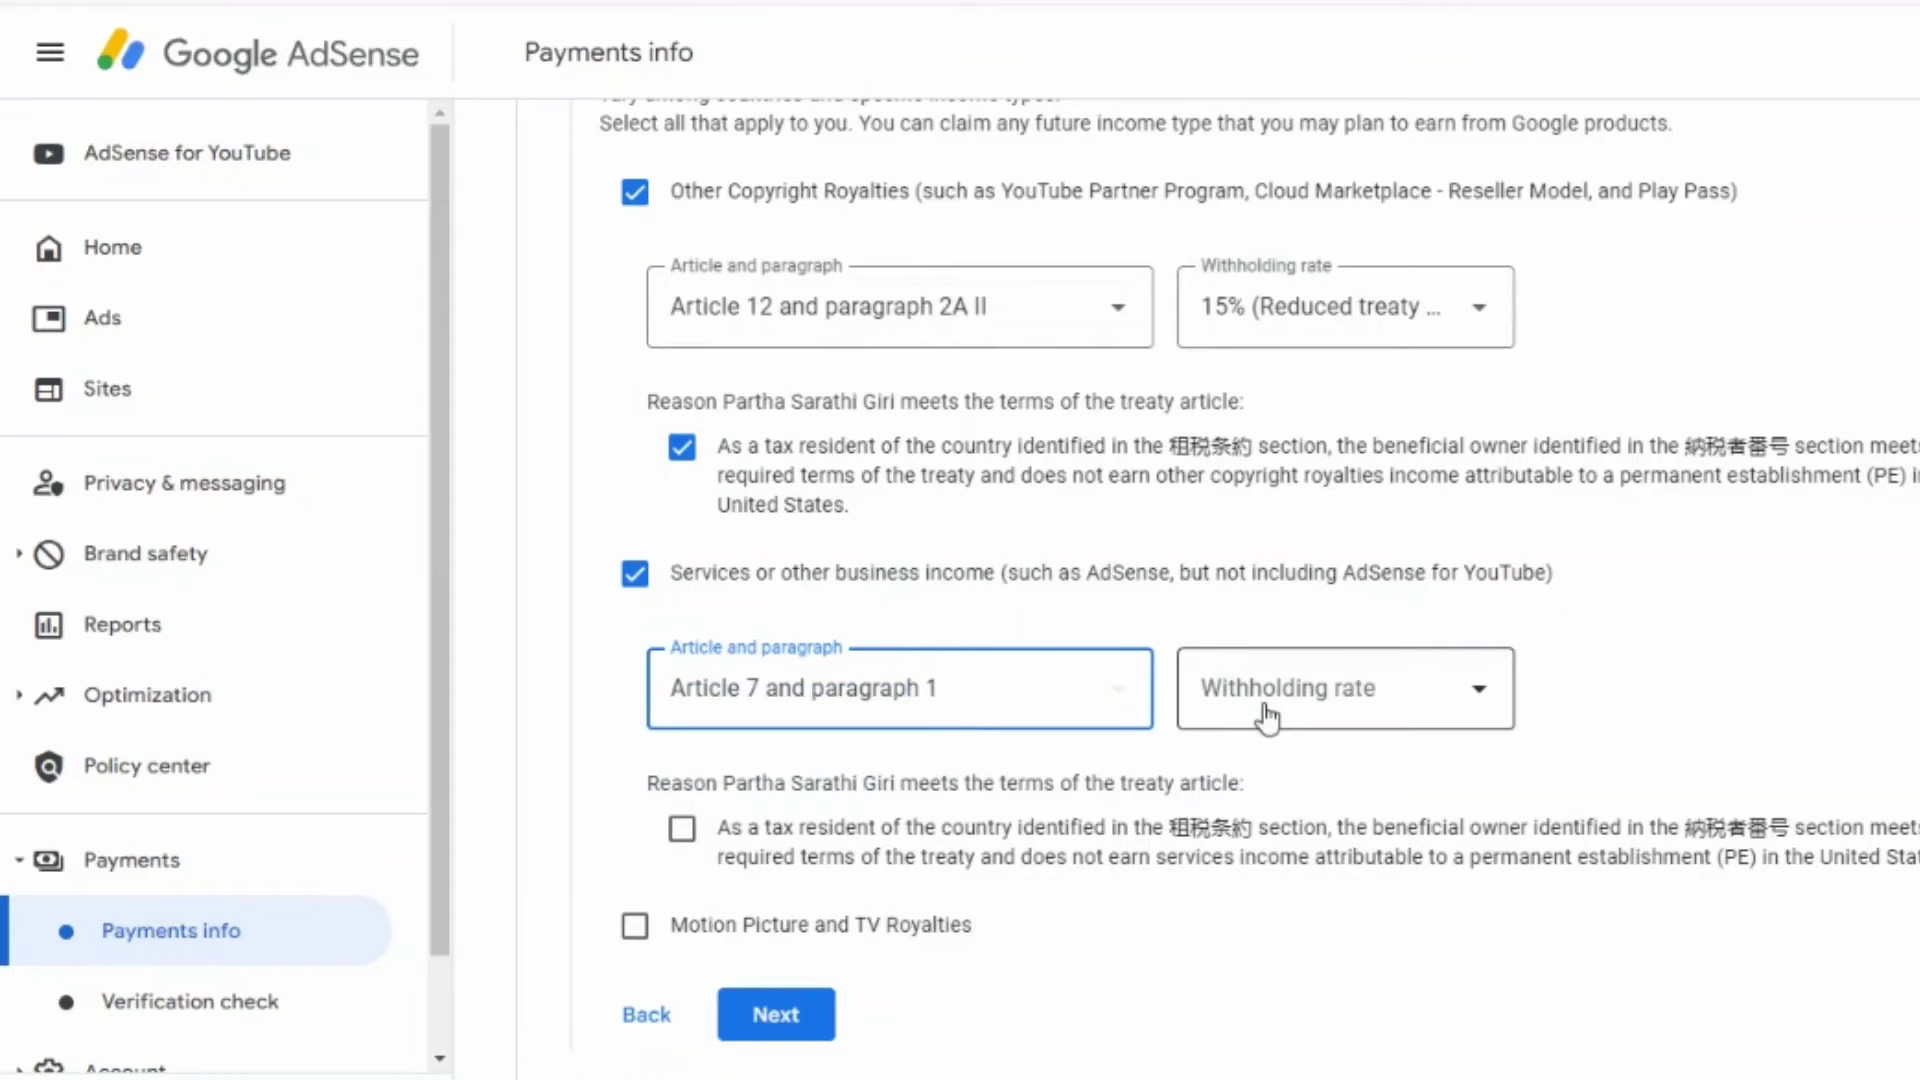 Google AdSense
Payments info
AdSense for YouTube
Home
Ads
Sites
Privacy & messaging
Brand safety
Reports
Optimization
Policy center
Payments
Payments info
Verification check
Account
vary among countries and specific income types.
Select all that apply to you. You can claim any future income type that you may plan to earn from Google products.
Other Copyright Royalties (such as YouTube Partner Program, Cloud Marketplace - Reseller Model, and Play Pass)
Article and paragraph
Article 12 and paragraph 2A II
Withholding rate
15% (Reduced treaty ...
Reason Partha Sarathi Giri meets the terms of the treaty article:
As a tax resident of the country identified in the 租税条約 section, the beneficial owner identified in the 納税者番号 section meets
required terms of the treaty and does not earn other copyright royalties income attributable to a permanent establishment (PE) i
United States.
Services or other business income (such as AdSense, but not including AdSense for YouTube)
Article and paragraph
Article 7 and paragraph 1
Withholding rate
Reason Partha Sarathi Giri meets the terms of the treaty article:
As a tax resident of the country identified in the 租税条約 section, the beneficial owner identified in the 納税者番号 section meets
required terms of the treaty and does not earn services income attributable to a permanent establishment (PE) in the United Stat
Motion Picture and TV Royalties
Back
Next